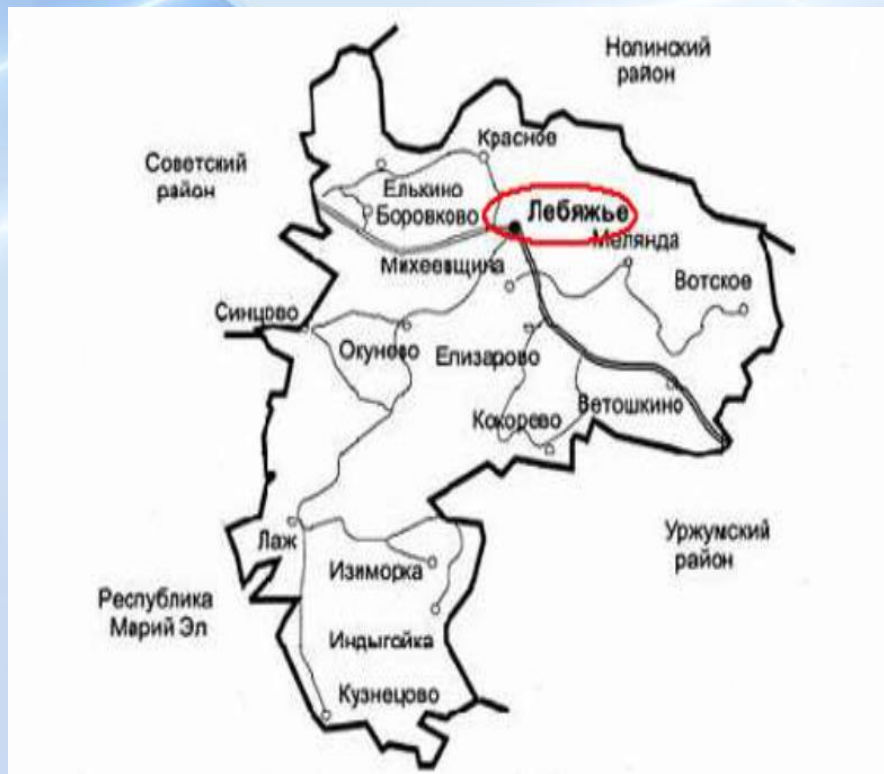 Нолинский
район
Красное
Советский
район
Елькино
Лебяжье
Боровково
Мелянда
Михеевщина
Вотское
Синцово
Окунево
Елизарово
Ветошкино
Кокорево
Уржумский
район
Лаж
Изиморка
Республика
Марий Эл
Индыгойка
Кузнецово